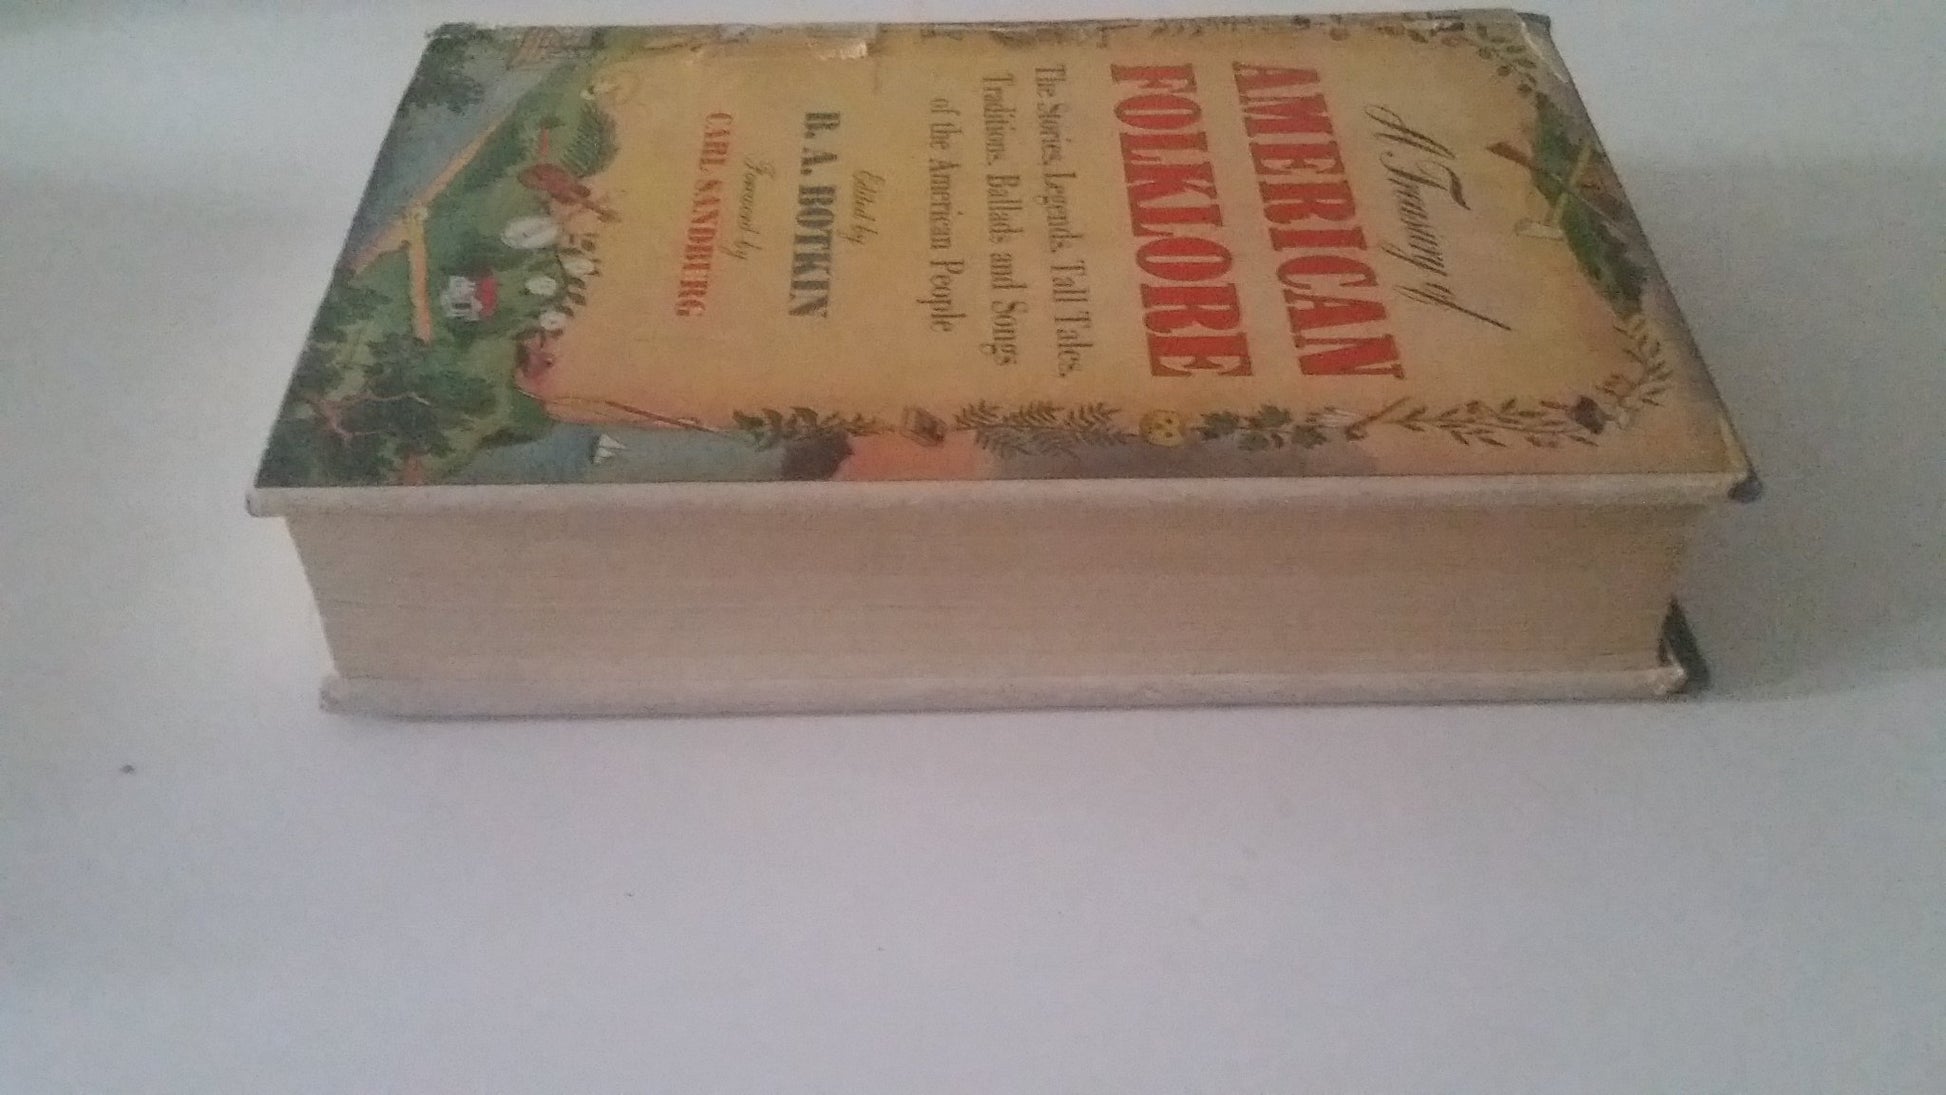 A Treasury of
AMERICAN
FOLKLORE
The Stories, Legends, Tall Tales,
Traditions, Ballads and Songs
of the American People
Edited by
B. A. BOTKIN
Foreword by
CARL SANDBURG